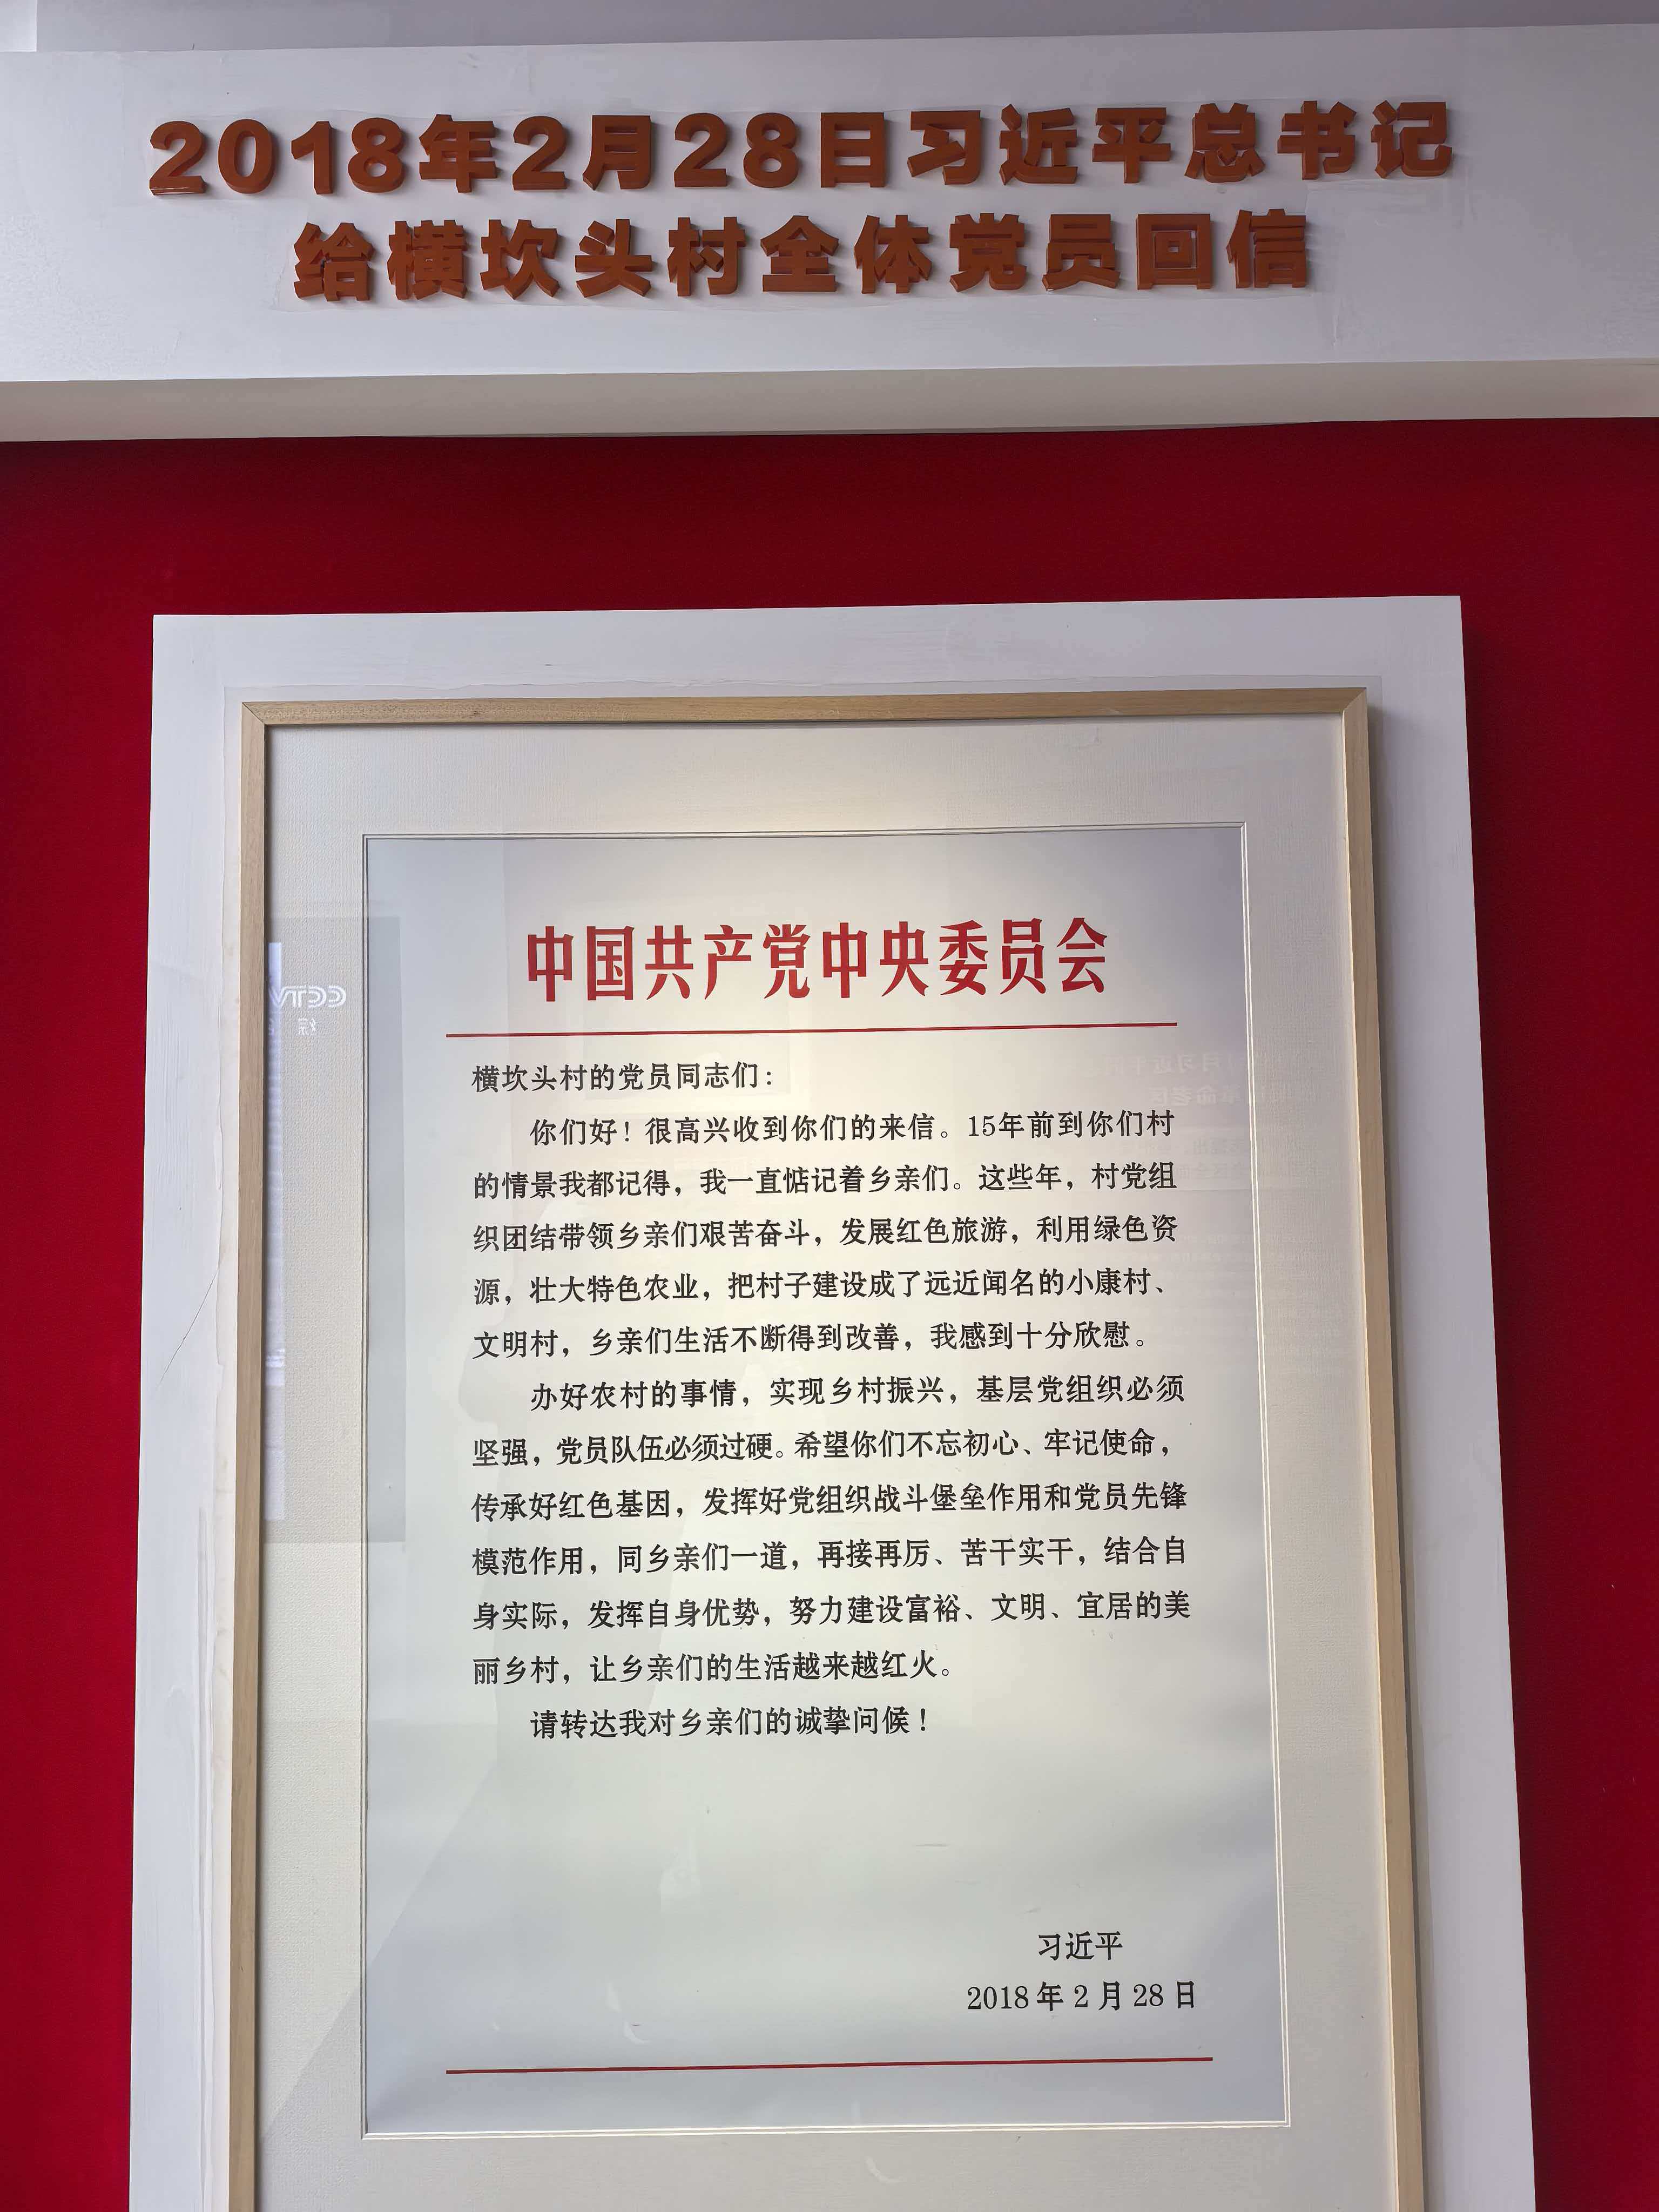 2018年2月28日习近平总书记
给横坎头村全体党员回信
中国共产党中央委员会
横坎头村的党员同志们：
你们好！很高兴收到你们的来信。15年前到你们村
的情景我都记得，我一直惦记着乡亲们。这些年，村党组
织团结带领乡亲们艰苦奋斗，发展红色旅游，利用绿色资
源，壮大特色农业，把村子建设成了远近闻名的小康村、
文明村，乡亲们生活不断得到改善，我感到十分欣慰。
办好农村的事情，实现乡村振兴，基层党组织必须
坚强，党员队伍必须过硬。希望你们不忘初心、牢记使命，
传承好红色基因，发挥好党组织战斗堡垒作用和党员先锋
模范作用，同乡亲们一道，再接再厉、苦干实干，结合自
身实际，发挥自身优势，努力建设富裕、文明、宜居的美
丽乡村，让乡亲们的生活越来越红火。
请转达我对乡亲们的诚挚问候！
习近平
2018年2月28日
CCTV